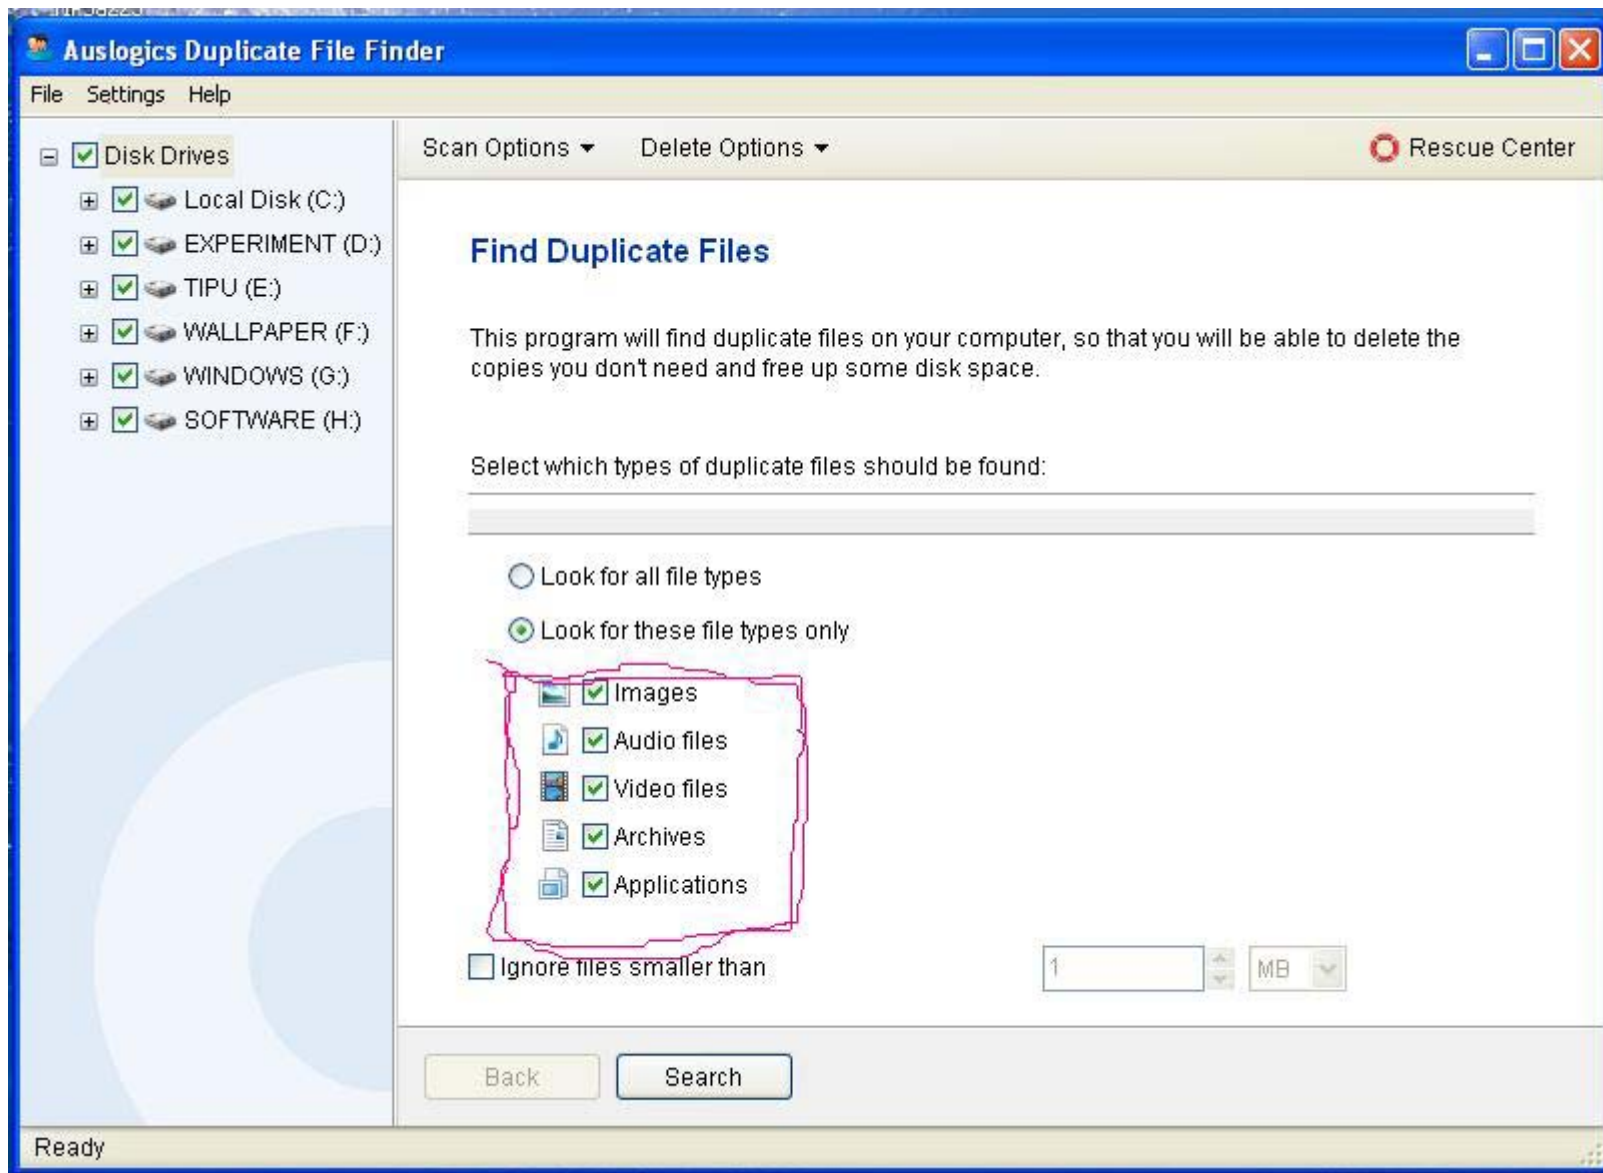 Auslogics Duplicate File Finder
File Settings Help
Disk Drives
Local Disk (C:)
EXPERIMENT (D:)
TIPU (E:)
WALLPAPER (F:)
WINDOWS (G:)
SOFTWARE (H:)
Scan Options Delete Options Rescue Center
Find Duplicate Files
This program will find duplicate files on your computer, so that you will be able to delete the
copies you don't need and free up some disk space.
Select which types of duplicate files should be found:
Look for all file types
Look for these file types only
Images
Audio files
Video files
Archives
Applications
Ignore files smaller than 1 MB
Back Search
Ready